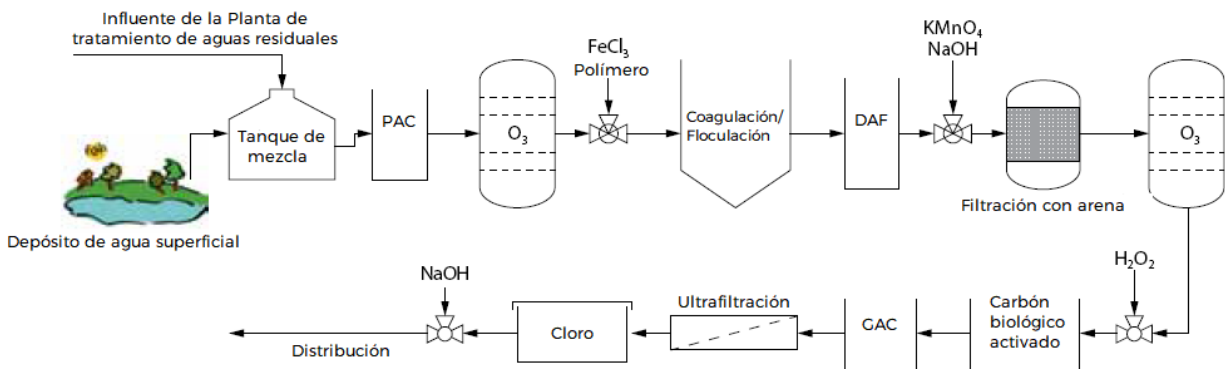 Influente de la Planta de
tratamiento de aguas residuales
Tanque de
mezcla
Depósito de agua superficial
PAC
O₃
FeCl₃
Polímero
Coagulación/
Floculación
DAF
KMnO₄
NaOH
Filtración con arena
O₃
H₂O₂
Carbón
biológico
activado
GAC
Ultrafiltración
Cloro
NaOH
Distribución